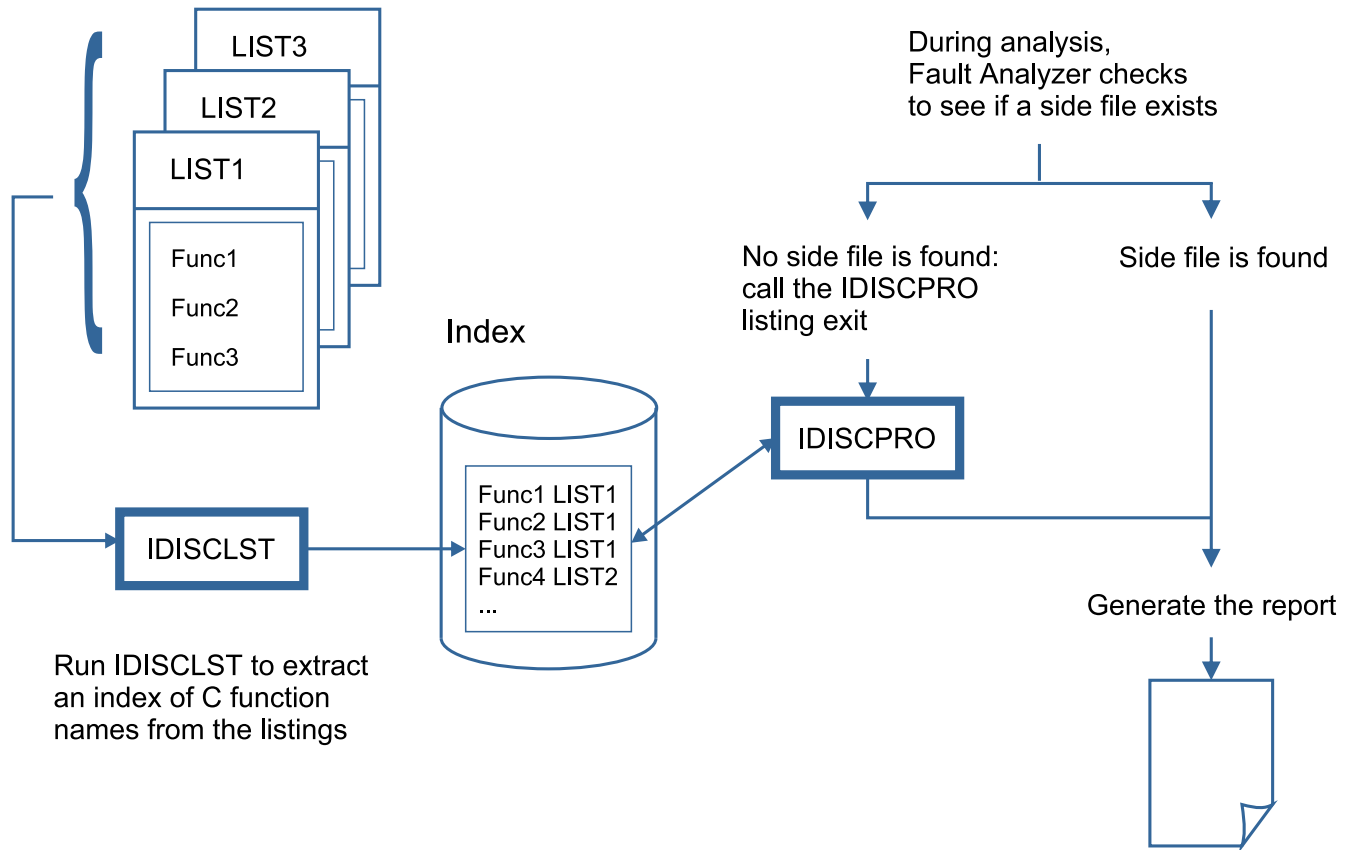 LIST3
LIST2
LIST1
Func1
Func2
Func3
IDISCLST
Run IDISCLST to extract
an index of C function
names from the listings
Index
Func1 LIST1
Func2 LIST1
Func3 LIST1
Func4 LIST2
...
During analysis,
Fault Analyzer checks
to see if a side file exists
No side file is found:
call the IDISCPRO
listing exit
Side file is found
IDISCPRO
Generate the report